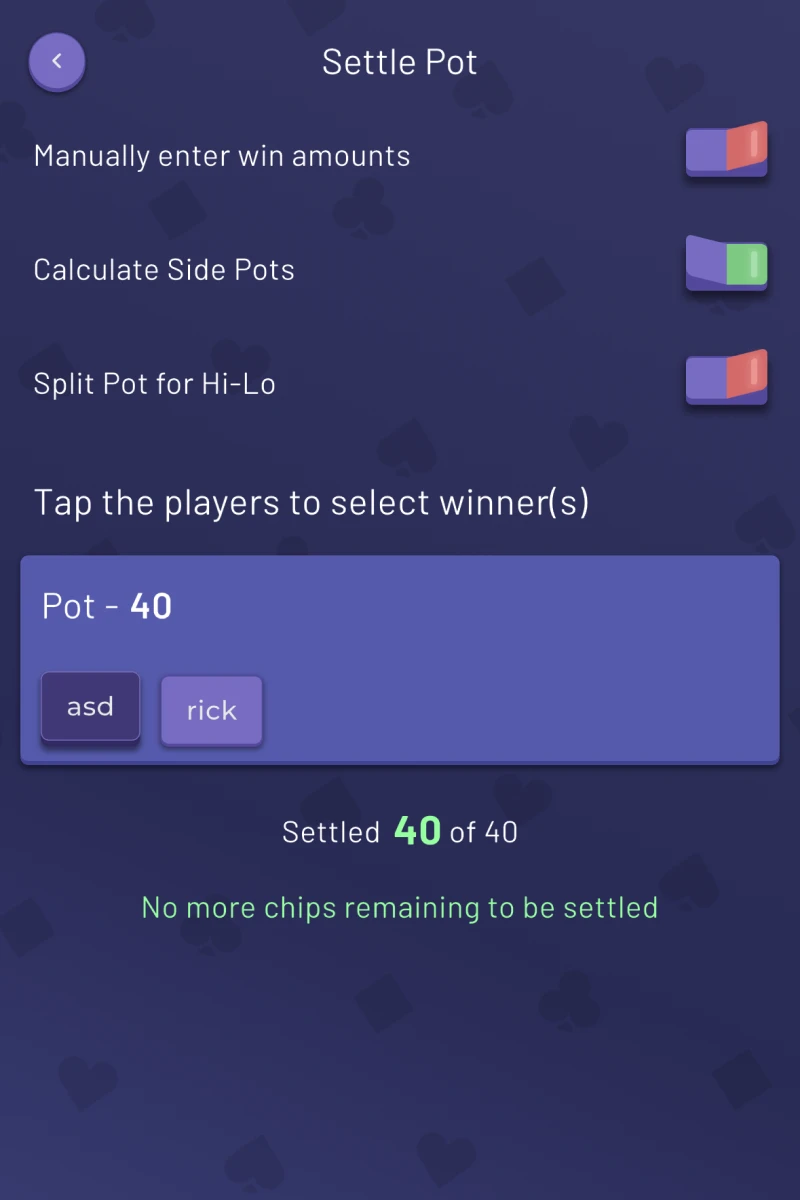 Settle Pot
Manually enter win amounts
Calculate Side Pots
Split Pot for Hi-Lo
Tap the players to select winner(s)
Pot - 40
asd rick
Settled 40 of 40
No more chips remaining to be settled